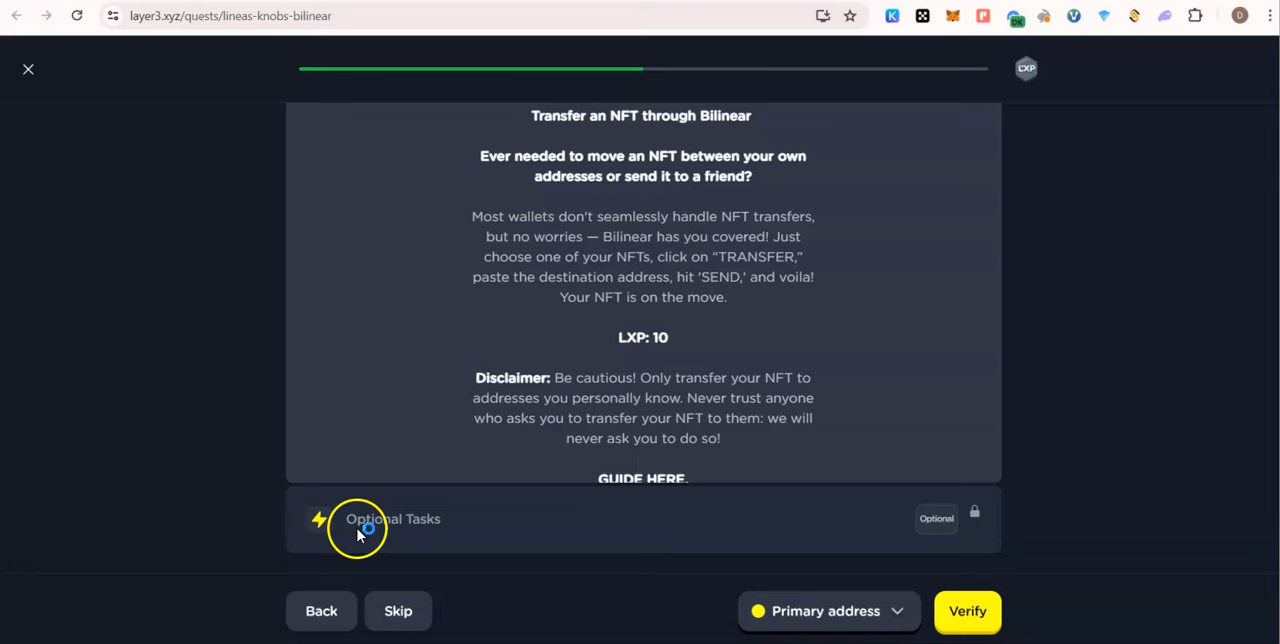 layer3.xyz/quests/lineas-knobs-bilinear
DK
D
LXP
Transfer an NFT through Bilinear
Ever needed to move an NFT between your own
addresses or send it to a friend?
Most wallets don't seamlessly handle NFT transfers,
but no worries — Bilinear has you covered! Just
choose one of your NFTs, click on “TRANSFER,”
paste the destination address, hit 'SEND,' and voila!
Your NFT is on the move.
LXP: 10
Disclaimer: Be cautious! Only transfer your NFT to
addresses you personally know. Never trust anyone
who asks you to transfer your NFT to them: we will
never ask you to do so!
GUIDE HERE.
Optional Tasks
Optional
Back
Skip
Primary address
Verify